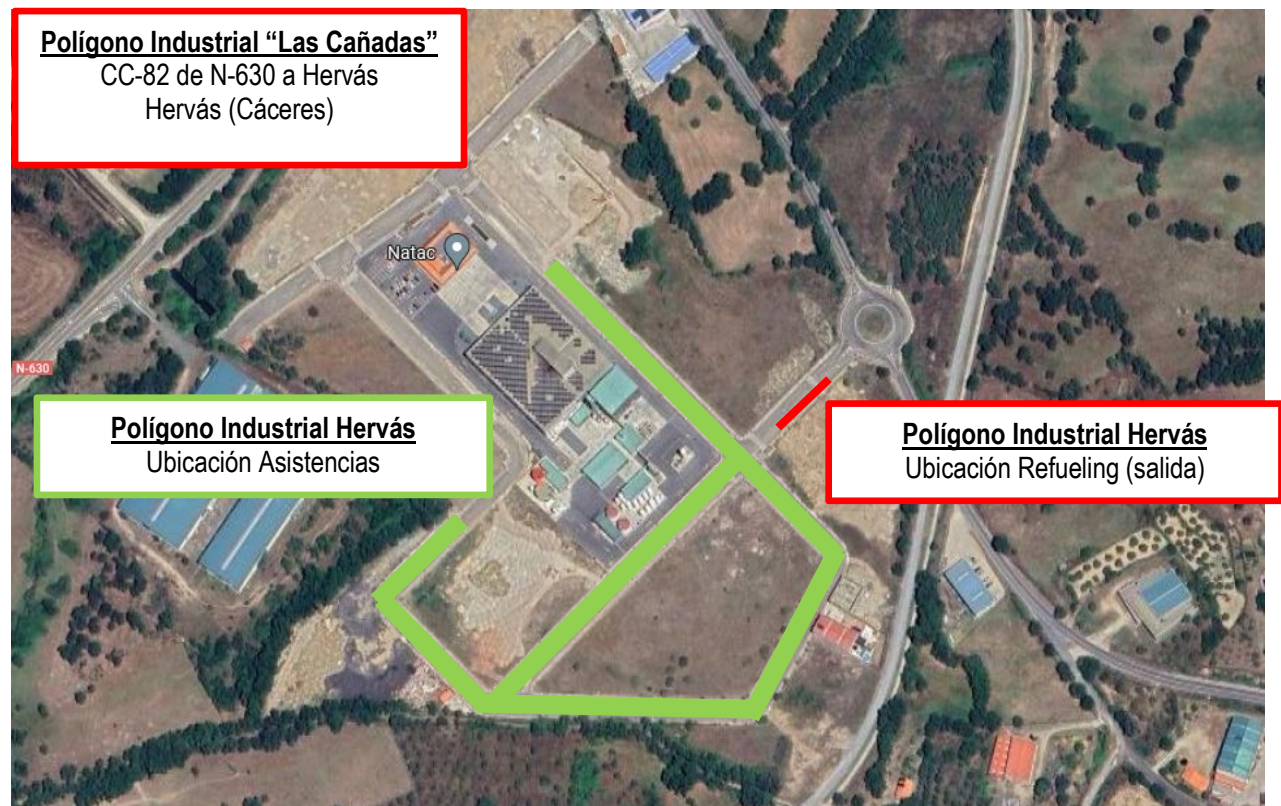 Polígono Industrial “Las Cañadas”
CC-82 de N-630 a Hervás
Hervás (Cáceres)
Natac
N-630
Polígono Industrial Hervás
Ubicación Asistencias
Polígono Industrial Hervás
Ubicación Refueling (salida)